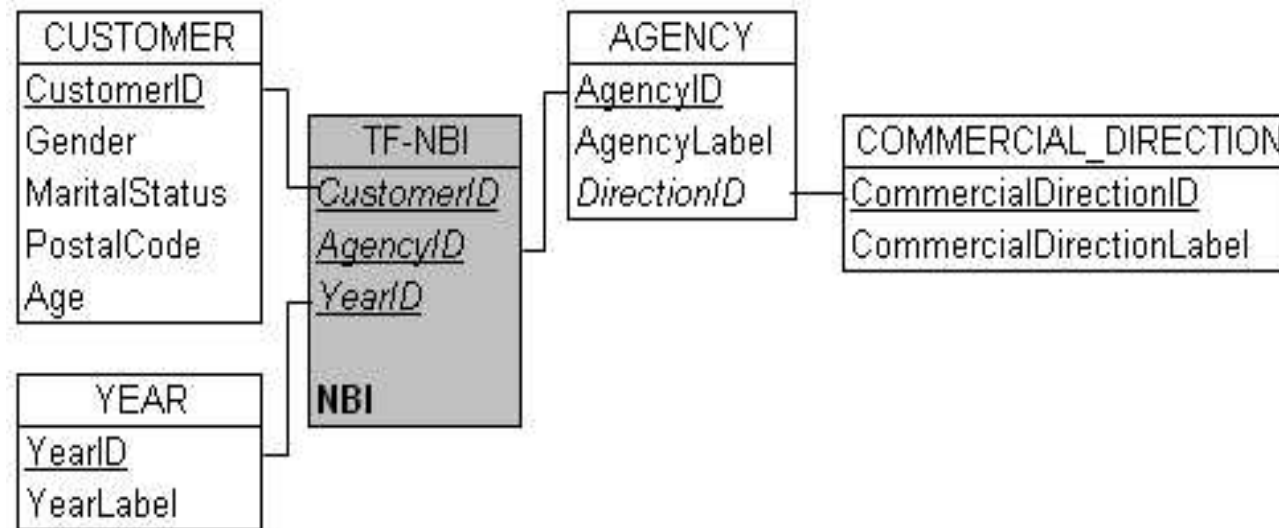 CUSTOMER
CustomerID
Gender
MaritalStatus
PostalCode
Age
TF-NBI
CustomerID
AgencyID
YearID
NBI
AGENCY
AgencyID
AgencyLabel
DirectionID
COMMERCIAL_DIRECTION
CommercialDirectionID
CommercialDirectionLabel
YEAR
YearID
YearLabel